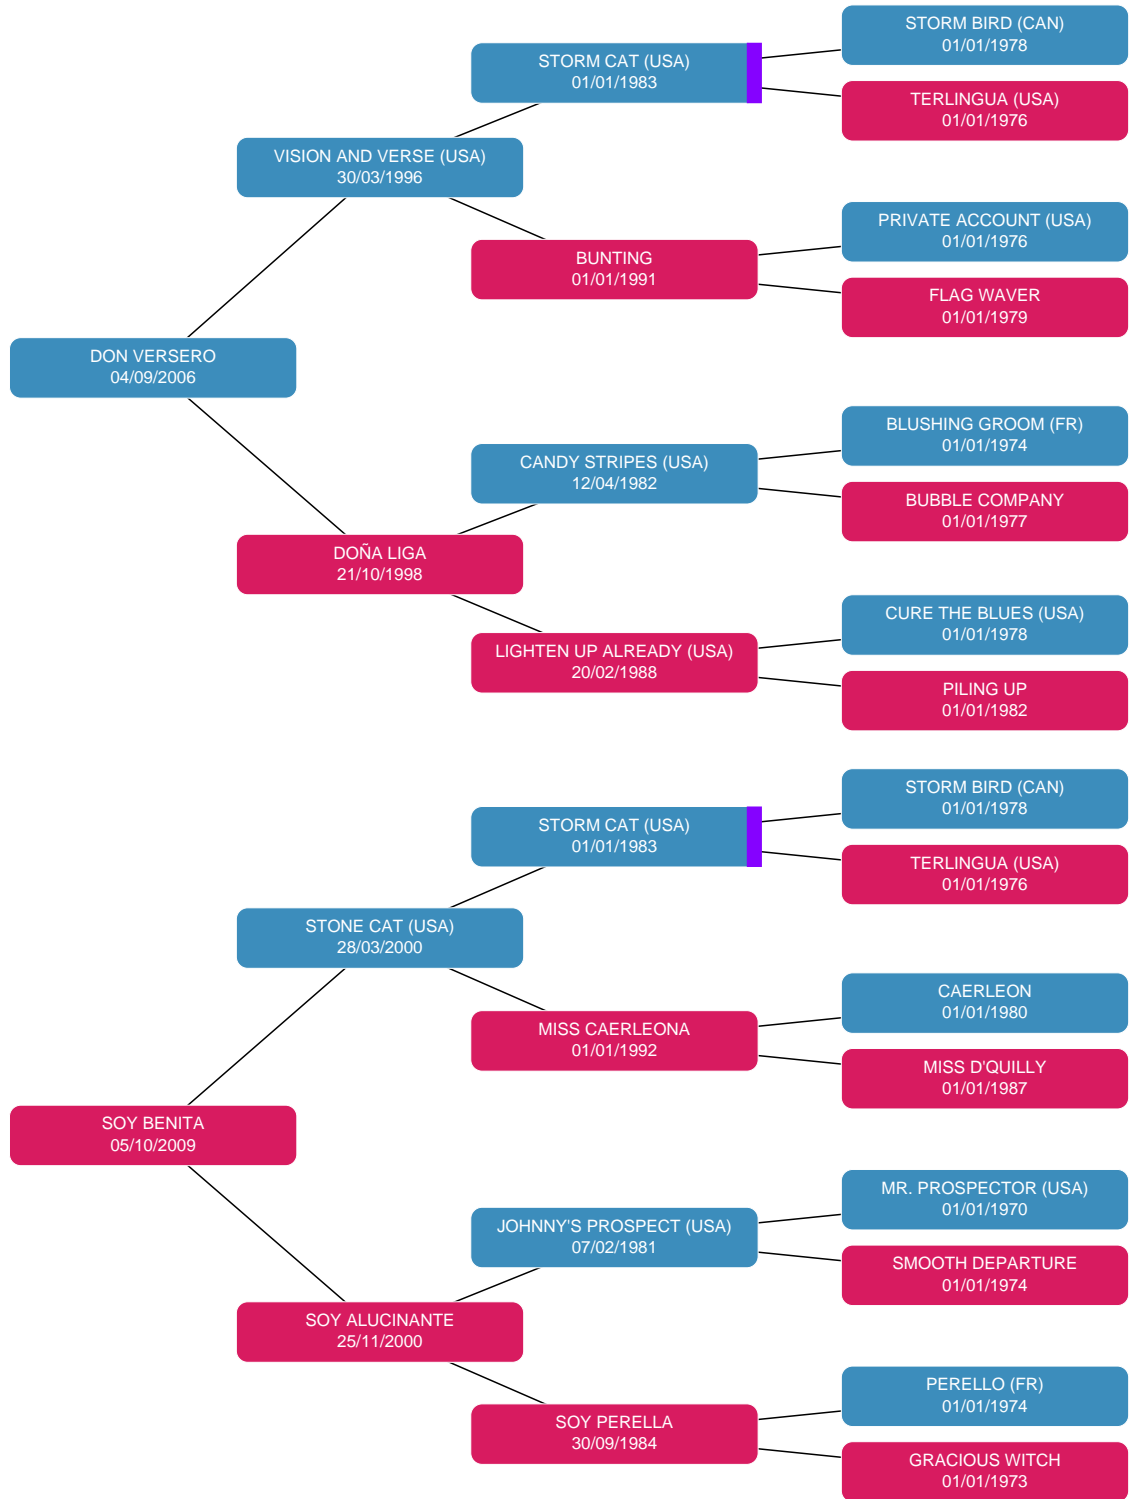 STORM BIRD (CAN)
01/01/1978
STORM CAT (USA)
01/01/1983
TERLINGUA (USA)
01/01/1976
VISION AND VERSE (USA)
30/03/1996
PRIVATE ACCOUNT (USA)
01/01/1976
BUNTING
01/01/1991
FLAG WAVER
01/01/1979
DON VERSERO
04/09/2006
BLUSHING GROOM (FR)
01/01/1974
CANDY STRIPES (USA)
12/04/1982
BUBBLE COMPANY
01/01/1977
DOÑA LIGA
21/10/1998
CURE THE BLUES (USA)
01/01/1978
LIGHTEN UP ALREADY (USA)
20/02/1988
PILING UP
01/01/1982
STORM BIRD (CAN)
01/01/1978
STORM CAT (USA)
01/01/1983
TERLINGUA (USA)
01/01/1976
STONE CAT (USA)
28/03/2000
CAERLEON
01/01/1980
MISS CAERLEONA
01/01/1992
MISS D'QUILLY
01/01/1987
SOY BENITA
05/10/2009
MR. PROSPECTOR (USA)
01/01/1970
JOHNNY'S PROSPECT (USA)
07/02/1981
SMOOTH DEPARTURE
01/01/1974
SOY ALUCINANTE
25/11/2000
PERELLO (FR)
01/01/1974
SOY PERELLA
30/09/1984
GRACIOUS WITCH
01/01/1973